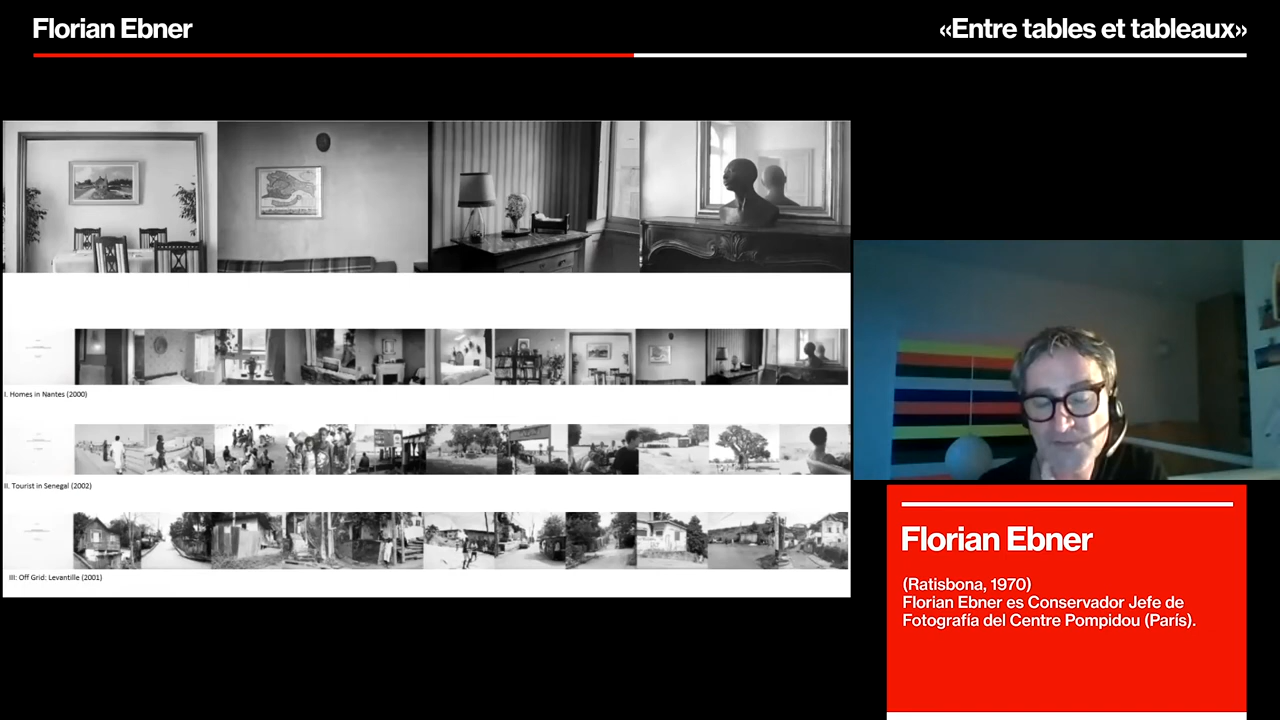 Florian Ebner
«Entre tables et tableaux»
I. Homes in Nantes (2000)
II. Tourist in Senegal (2002)
III: Off Grid: Levantille (2001)
Florian Ebner
(Ratisbona, 1970)
Florian Ebner es Conservador Jefe de
Fotografía del Centre Pompidou (París).